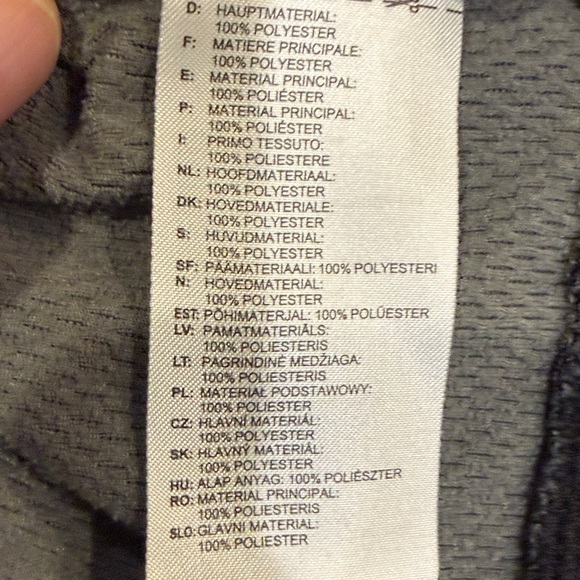 D: HAUPTMATERIAL:
100% POLYESTER
F: MATIERE PRINCIPALE:
100% POLYESTER
E: MATERIAL PRINCIPAL:
100% POLIÉSTER
P: MATERIAL PRINCIPAL:
100% POLIÉSTER
I: PRIMO TESSUTO:
100% POLIESTERE
NL: HOOFDMATERIAAL:
100% POLYESTER
DK: HOVEDMATERIALE:
100% POLYESTER
S: HUVUDMATERIAL:
100% POLYESTER
SF: PÄÄMATERIAALI: 100% POLYESTERI
N: HOVEDMATERIAL:
100% POLYESTER
EST: PÕHIMATERJAL: 100% POLÜESTER
LV: PAMATMATERIĀLS:
100% POLIESTERIS
LT: PAGRINDINĖ MEDŽIAGA:
100% POLIESTERIS
PL: MATERIAŁ PODSTAWOWY:
100% POLIESTER
CZ: HLAVNÍ MATERIÁL:
100% POLYESTER
SK: HLAVNÝ MATERIÁL:
100% POLYESTER
HU: ALAP ANYAG: 100% POLIÉSZTER
RO: MATERIAL PRINCIPAL:
100% POLIESTERIS
SLO: GLAVNI MATERIAL:
100% POLIESTER